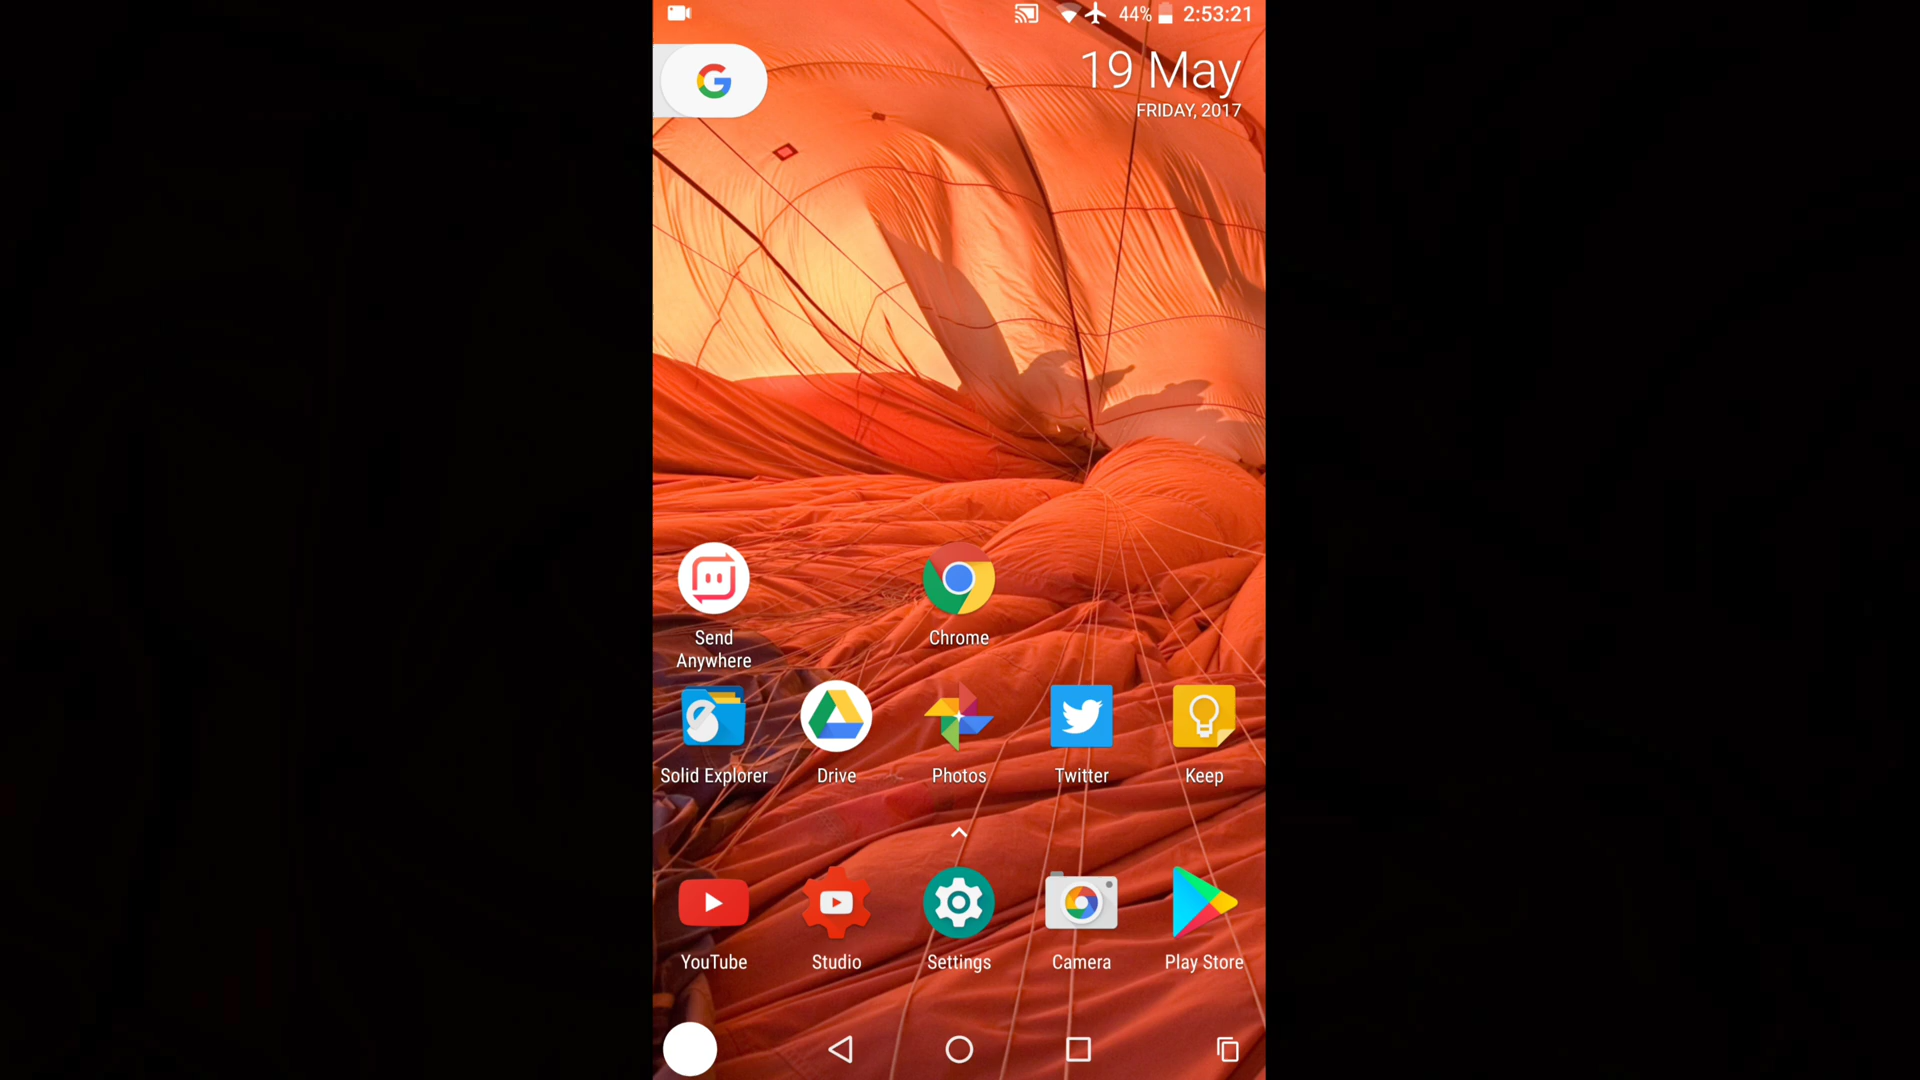 44% 2:53:21
19 May
FRIDAY, 2017
Send
Anywhere
Chrome
Solid Explorer
Drive
Photos
Twitter
Keep
YouTube
Studio
Settings
Camera
Play Store